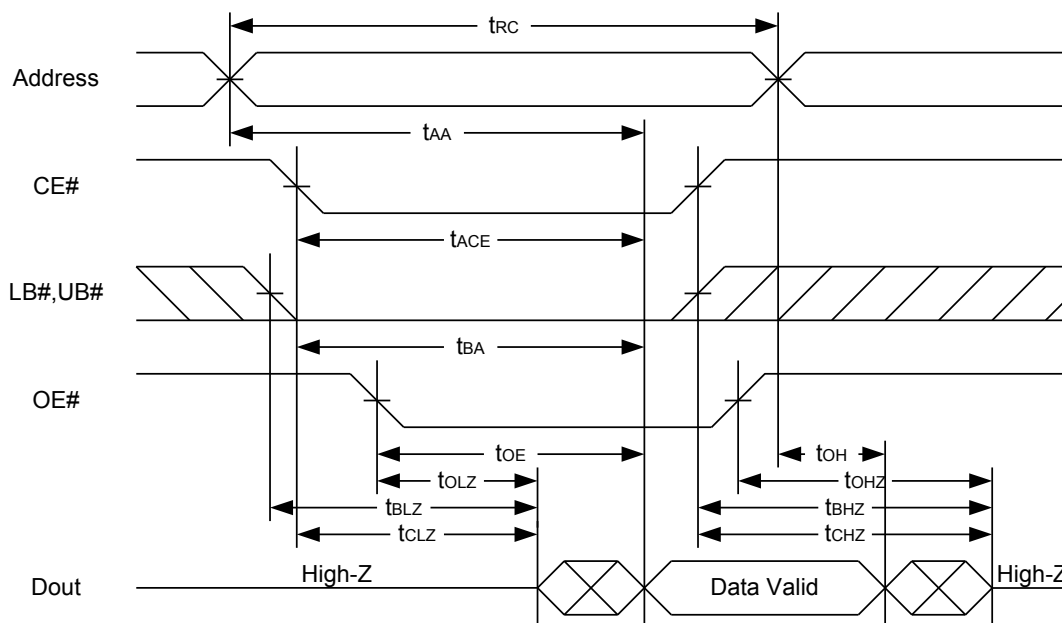 tRC
Address
tAA
CE#
tACE
LB#,UB#
tBA
OE#
tOE
tOH
tOLZ
tOHZ
tBLZ
tBHZ
tCLZ
tCHZ
Dout
High-Z
Data Valid
High-Z